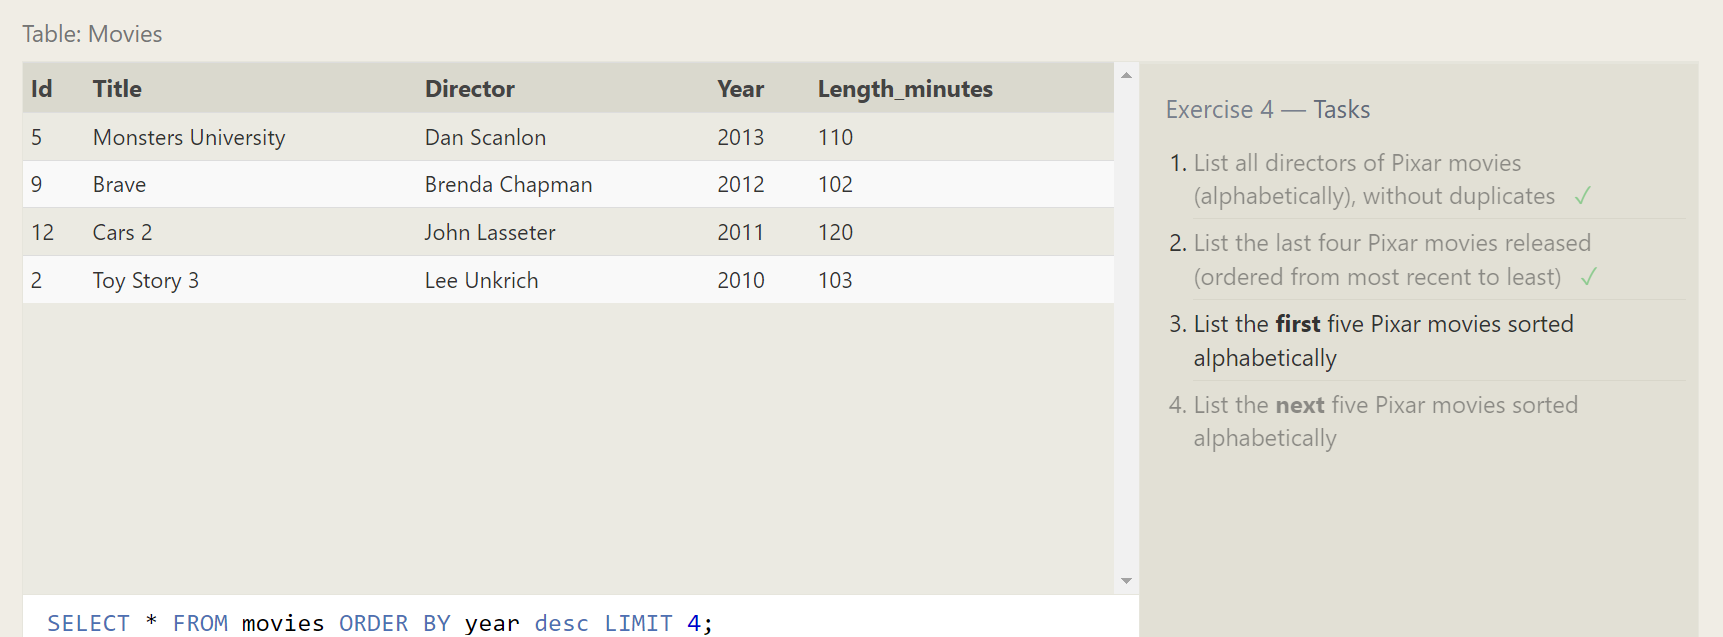 Table: Movies
Id Title Director Year Length_minutes
5 Monsters University Dan Scanlon 2013 110
9 Brave Brenda Chapman 2012 102
12 Cars 2 John Lasseter 2011 120
2 Toy Story 3 Lee Unkrich 2010 103
SELECT * FROM movies ORDER BY year desc LIMIT 4;
Exercise 4 — Tasks
1. List all directors of Pixar movies
(alphabetically), without duplicates ✓
2. List the last four Pixar movies released
(ordered from most recent to least) ✓
3. List the first five Pixar movies sorted
alphabetically
4. List the next five Pixar movies sorted
alphabetically